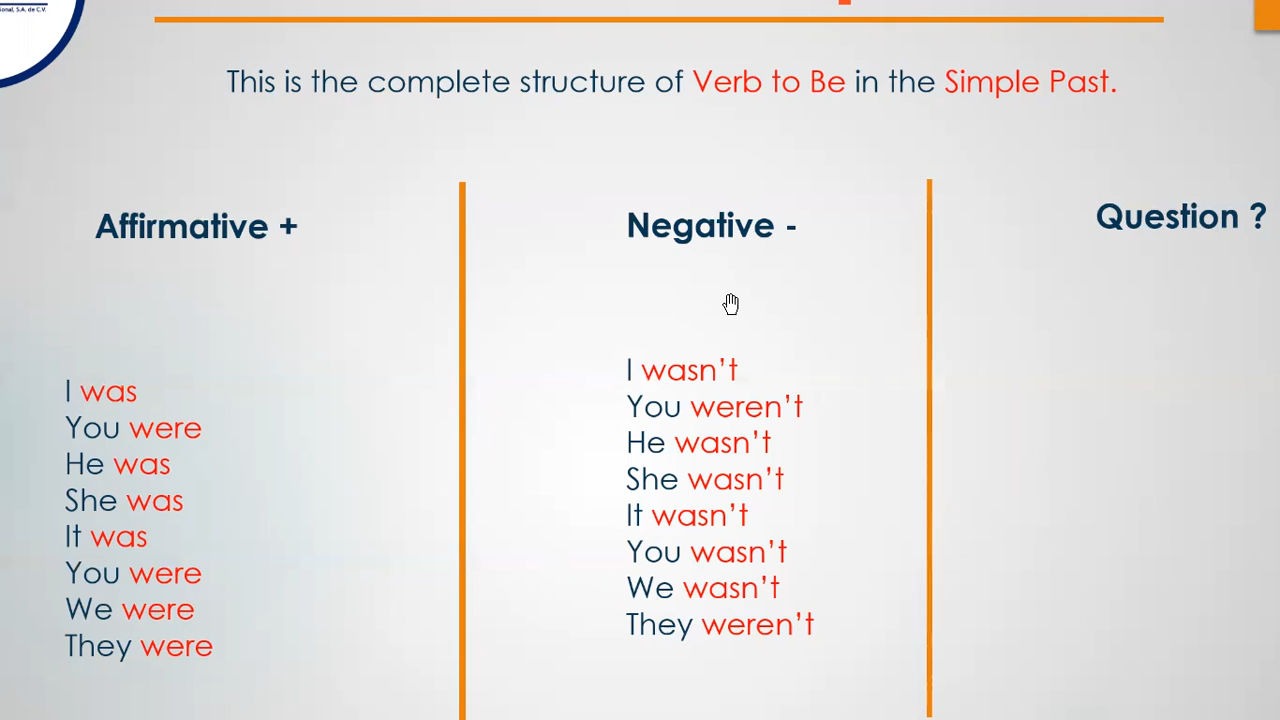 ional, S.A. de C.V.
This is the complete structure of Verb to Be in the Simple Past.
Affirmative +
I was
You were
He was
She was
It was
You were
We were
They were
Negative -
I wasn’t
You weren’t
He wasn’t
She wasn’t
It wasn’t
You wasn’t
We wasn’t
They weren’t
Question ?